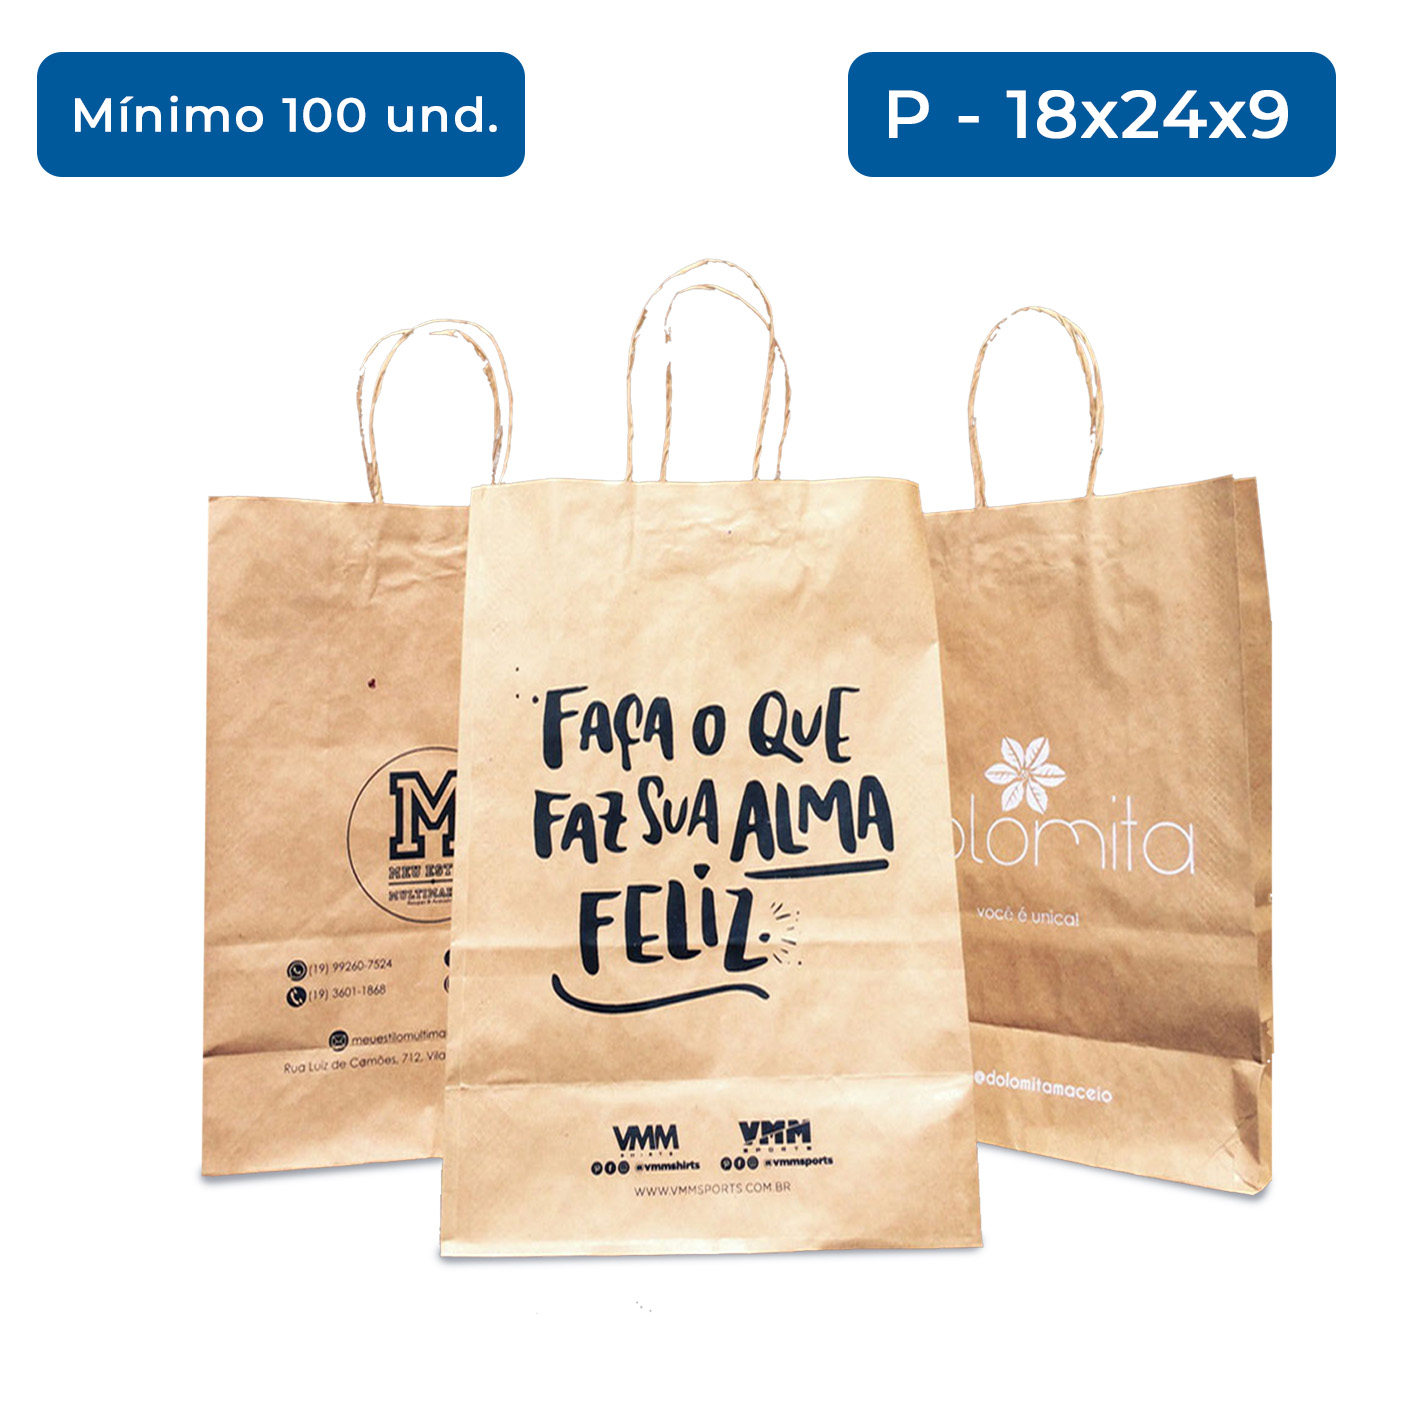 Mínimo 100 und.
P - 18x24x9
FAÇA O QUE
FAZ SUA ALMA
FELIZ.
VMM
SHIRTS
@vmmshirts
VMM
SPORTS
@vmmsports
WWW.VMMSPORTS.COM.BR
M
MEU EST
MULTIMAR
(19) 99260-7524
(19) 3601-1868
meuestilomultima
Rua Luiz de Camões, 712, Vila
olomita
você é unica!
@dolomitamaceio